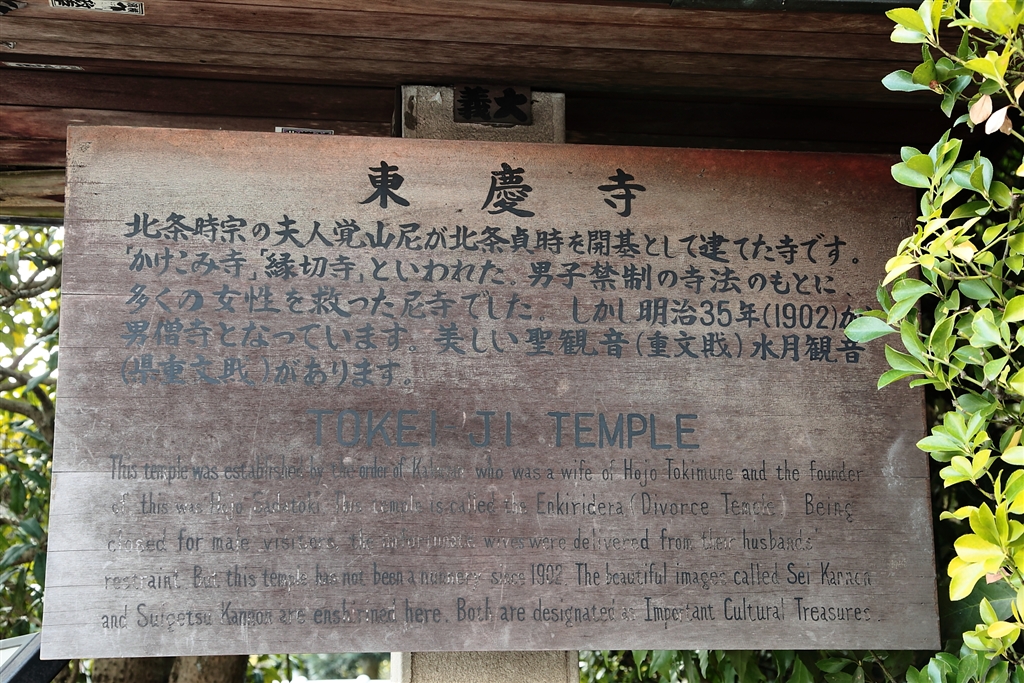 大義
東慶寺
北条時宗の夫人覚山尼が北条貞時を開基として建てた寺です。
「かけこみ寺」「縁切寺」といわれた。男子禁制の寺法のもとに、
多くの女性を救った尼寺でした。しかし明治35年(1902)か
男僧寺となっています。美しい聖観音(重文戝)水月観音
(県重文戝)があります。
TOKEI JI TEMPLE
This temple was established by the order of who was a wife of Hojo Tokimune and the founder
of this was Hojo Sadatoki This temple is called the Enkiridera (Divorce Temple) Being
closed for male visitors, the unfortunate wives were delivered from their husbands'
restraint. But this temple has not been a nunnery since 1902. The beautiful images called Sei Kannon
and Suigetsu Kannon are enshrined here. Both are designated as Important Cultural Treasures.